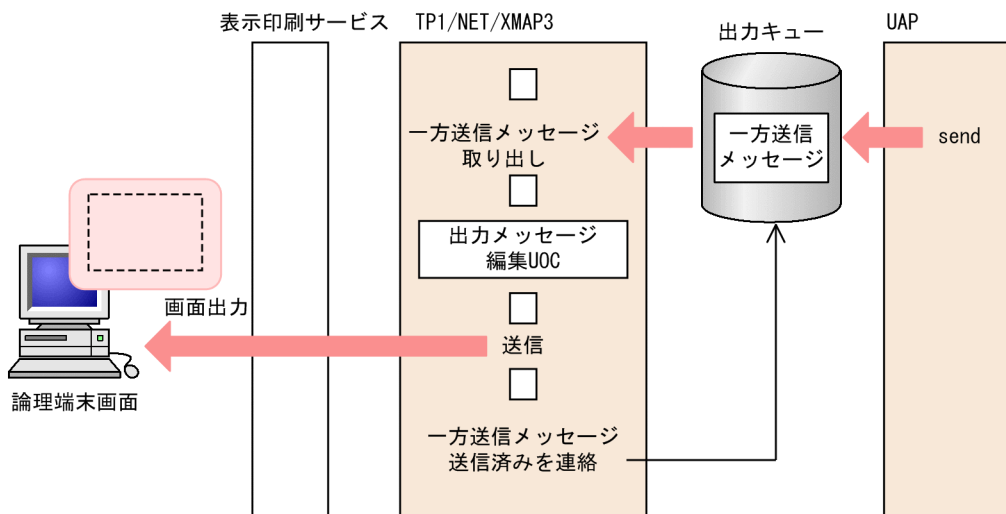 表示印刷サービス
TP1/NET/XMAP3
出力キュー
UAP
一方送信メッセージ
取り出し
一方送信
メッセージ
send
出力メッセージ
編集UOC
画面出力
送信
論理端末画面
一方送信メッセージ
送信済みを連絡